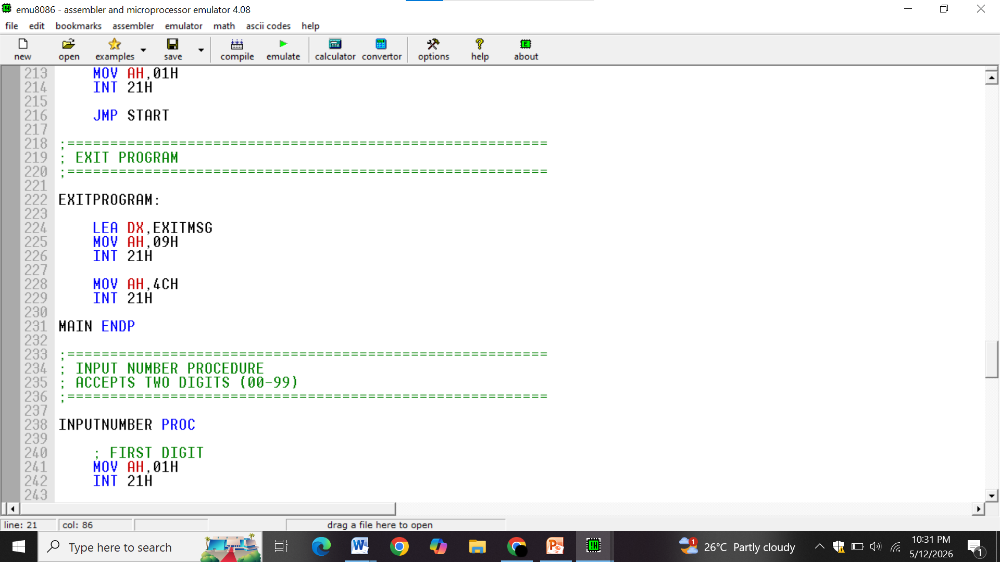 emu8086 - assembler and microprocessor emulator 4.08
file edit bookmarks assembler emulator math ascii codes help
new open examples save compile emulate calculator convertor options help about
213 MOV AH,01H
214 INT 21H
215
216 JMP START
217
218 ;========================================================
219 ; EXIT PROGRAM
220 ;========================================================
221
222 EXITPROGRAM:
223
224 LEA DX,EXITMSG
225 MOV AH,09H
226 INT 21H
227
228 MOV AH,4CH
229 INT 21H
230
231 MAIN ENDP
232
233 ;========================================================
234 ; INPUT NUMBER PROCEDURE
235 ; ACCEPTS TWO DIGITS (00-99)
236 ;========================================================
237
238 INPUTNUMBER PROC
239
240 ; FIRST DIGIT
241 MOV AH,01H
242 INT 21H
243
line: 21 col: 86 drag a file here to open
Type here to search 1 26°C Partly cloudy 10:31 PM
5/12/2026 1